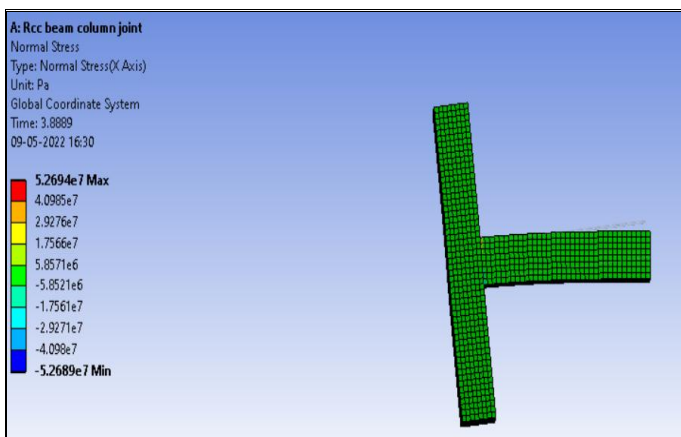 A: Rcc beam column joint
Normal Stress
Type: Normal Stress(X Axis)
Unit: Pa
Global Coordinate System
Time: 3.8889
09-05-2022 16:30
5.2694e7 Max
4.0985e7
2.9276e7
1.7566e7
5.8571e6
-5.8521e6
-1.7561e7
-2.9271e7
-4.098e7
-5.2689e7 Min